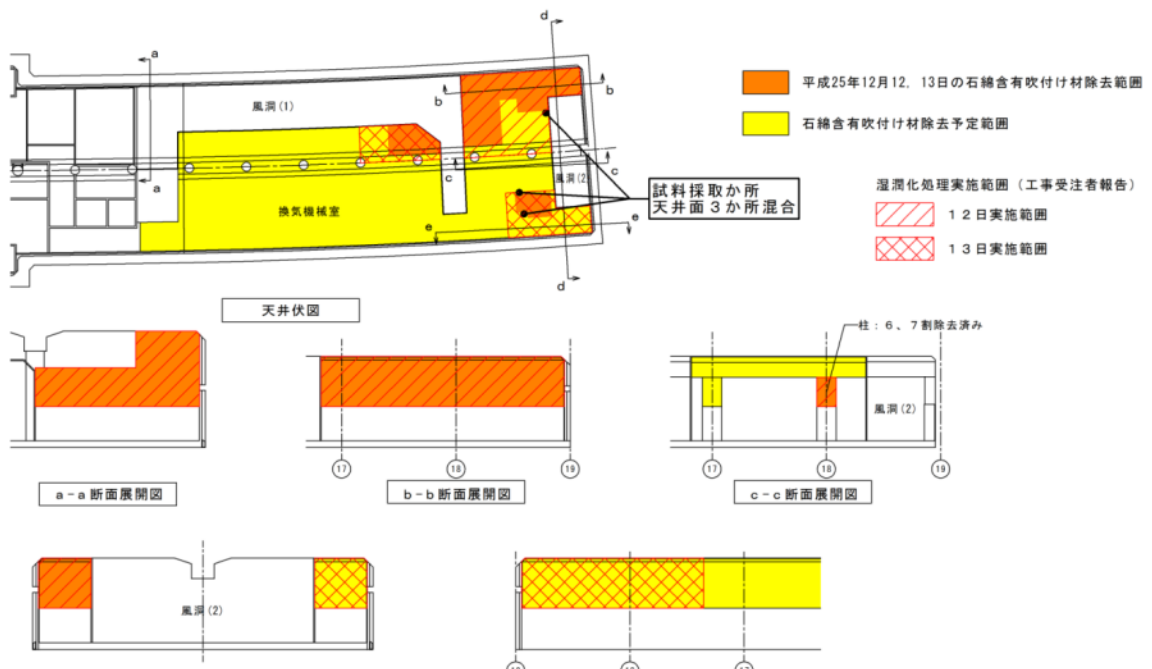 d
a
b
b
風洞(1)
c
c
風洞(2)
換気機械室
a
e
e
d
試料採取か所
天井面3か所混合
平成25年12月12, 13日の石綿含有吹付け材除去範囲
石綿含有吹付け材除去予定範囲
湿潤化処理実施範囲（工事受注者報告）
12日実施範囲
13日実施範囲
天井伏図
柱：6、7割除去済み
風洞(2)
17
18
19
17
18
19
a-a断面展開図
b-b断面展開図
c-c断面展開図
風洞(2)